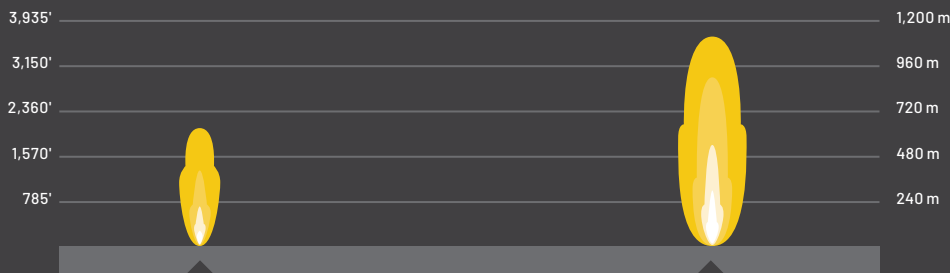 3,935' 1,200 m
3,150' 960 m
2,360' 720 m
1,570' 480 m
785' 240 m